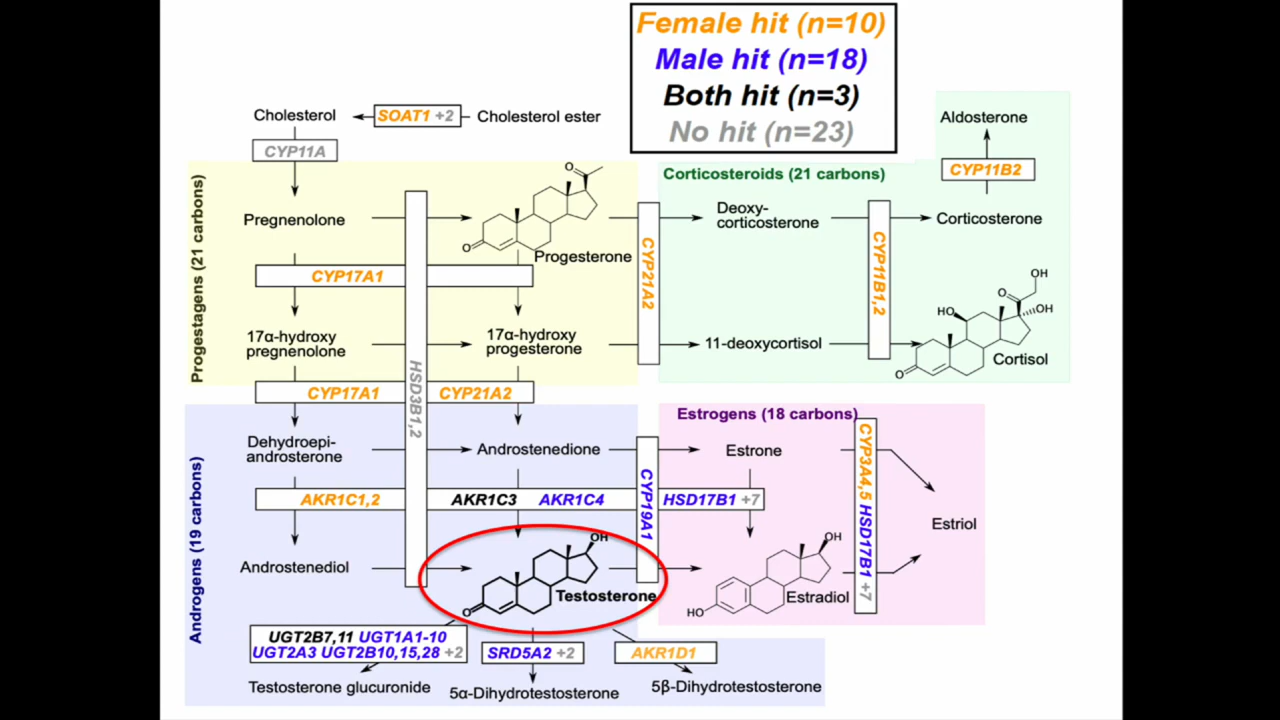 Female hit (n=10)
Male hit (n=18)
Both hit (n=3)
No hit (n=23)
Cholesterol
SOAT1 +2
Cholesterol ester
CYP11A
Aldosterone
CYP11B2
Progestagens (21 carbons)
Corticosteroids (21 carbons)
Pregnenolone
O
O
Progesterone
CYP21A2
Deoxy-
corticosterone
CYP11B1,2
Corticosterone
CYP17A1
17α-hydroxy
pregnenolone
17α-hydroxy
progesterone
11-deoxycortisol
OH
O
HO
OH
O
Cortisol
HSD3B1,2
CYP17A1
CYP21A2
Androgens (19 carbons)
Estrogens (18 carbons)
Dehydroepi-
androsterone
Androstenedione
CYP19A1
Estrone
CYP3A4,5 HSD17B1 +7
AKR1C1,2
AKR1C3
AKR1C4
HSD17B1 +7
Estriol
Androstenediol
OH
O
Testosterone
OH
HO
Estradiol
UGT2B7,11 UGT1A1-10
UGT2A3 UGT2B10,15,28 +2
SRD5A2 +2
AKR1D1
Testosterone glucuronide
5α-Dihydrotestosterone
5β-Dihydrotestosterone